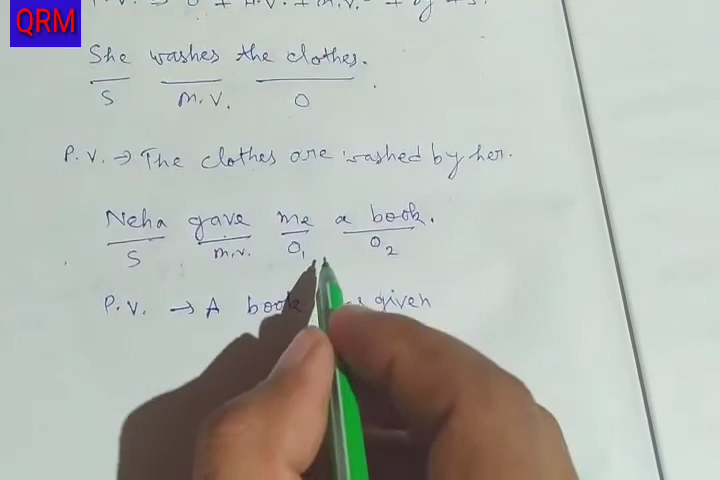 QRM
She washes the clothes.
S M.V. O
P.V. → The clothes are washed by her.
Neha gave me a book.
S m.v. O1 O2
P.V. → A book given